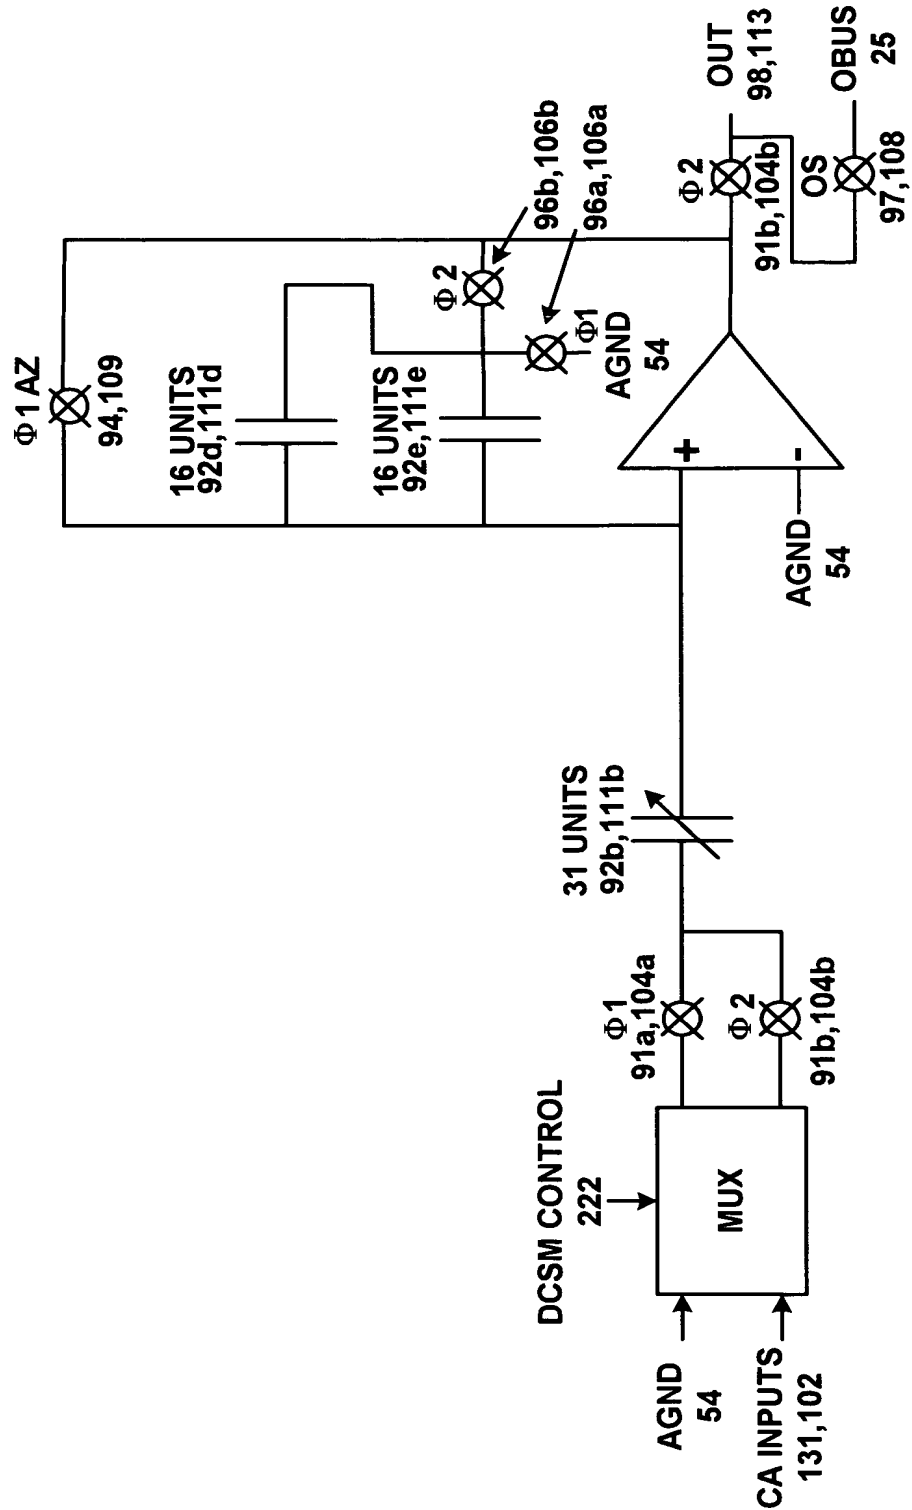 Φ1 AZ
94,109
16 UNITS
92d,111d
16 UNITS
92e,111e
Φ2
96b,106b
96a,106a
Φ1
AGND
54
31 UNITS
92b,111b
+
-
AGND
54
Φ2
91b,104b
OUT
98,113
OS
97,108
OBUS
25
DCSM CONTROL
222
MUX
AGND
54
CA INPUTS
131,102
Φ1
91a,104a
Φ2
91b,104b